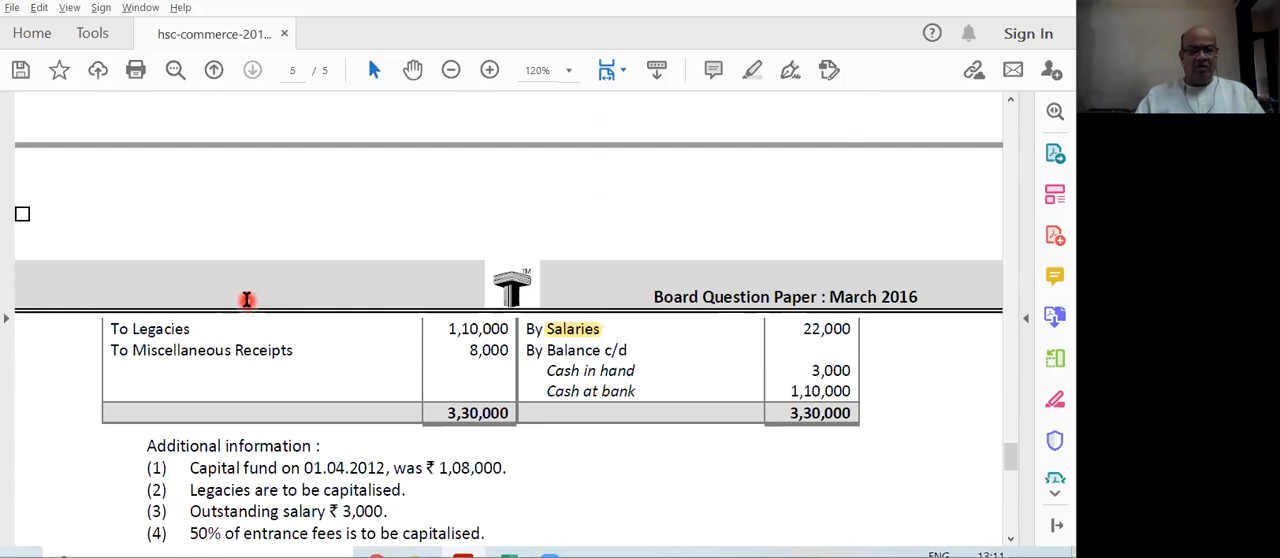 File Edit View Sign Window Help
Home Tools hsc-commerce-201... × Sign In
5 / 5 120%
TM
Board Question Paper : March 2016
To Legacies 1,10,000 By Salaries 22,000
To Miscellaneous Receipts 8,000 By Balance c/d
Cash in hand 3,000
Cash at bank 1,10,000
3,30,000 3,30,000
Additional information :
(1) Capital fund on 01.04.2012, was ₹ 1,08,000.
(2) Legacies are to be capitalised.
(3) Outstanding salary ₹ 3,000.
(4) 50% of entrance fees is to be capitalised.
ENG 13:11